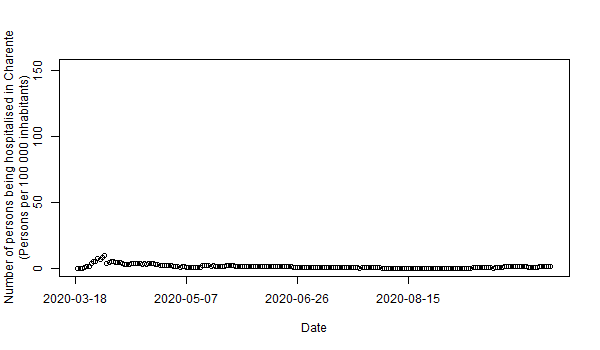 Number of persons being hospitalised in Charente
(Persons per 100 000 inhabitants)
150
100
50
0
2020-03-18 2020-05-07 2020-06-26 2020-08-15
Date